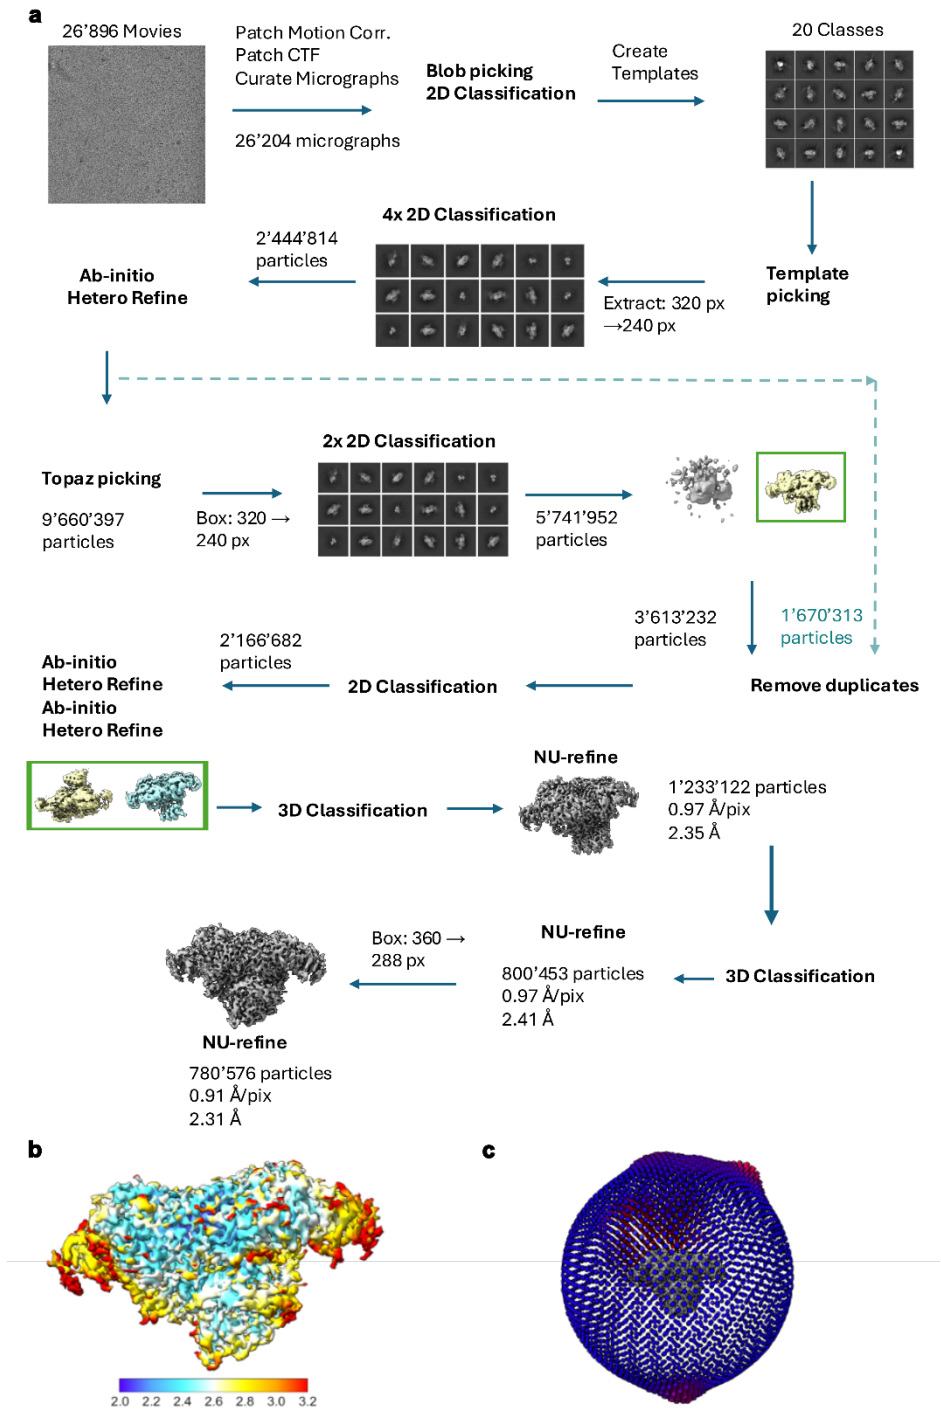 a
26’896 Movies
Patch Motion Corr.
Patch CTF
Curate Micrographs
26’204 micrographs
Blob picking
2D Classification
Create
Templates
20 Classes
4x 2D Classification
2’444’814
particles
Ab-initio
Hetero Refine
Extract: 320 px
→240 px
Template
picking
2x 2D Classification
Topaz picking
9’660’397
particles
Box: 320 →
240 px
5’741’952
particles
3’613’232
particles
1’670’313
particles
2’166’682
particles
Ab-initio
Hetero Refine
Ab-initio
Hetero Refine
2D Classification
Remove duplicates
3D Classification
NU-refine
1’233’122 particles
0.97 Å/pix
2.35 Å
Box: 360 →
288 px
NU-refine
800’453 particles
0.97 Å/pix
2.41 Å
3D Classification
NU-refine
780’576 particles
0.91 Å/pix
2.31 Å
b
c
2.0 2.2 2.4 2.6 2.8 3.0 3.2